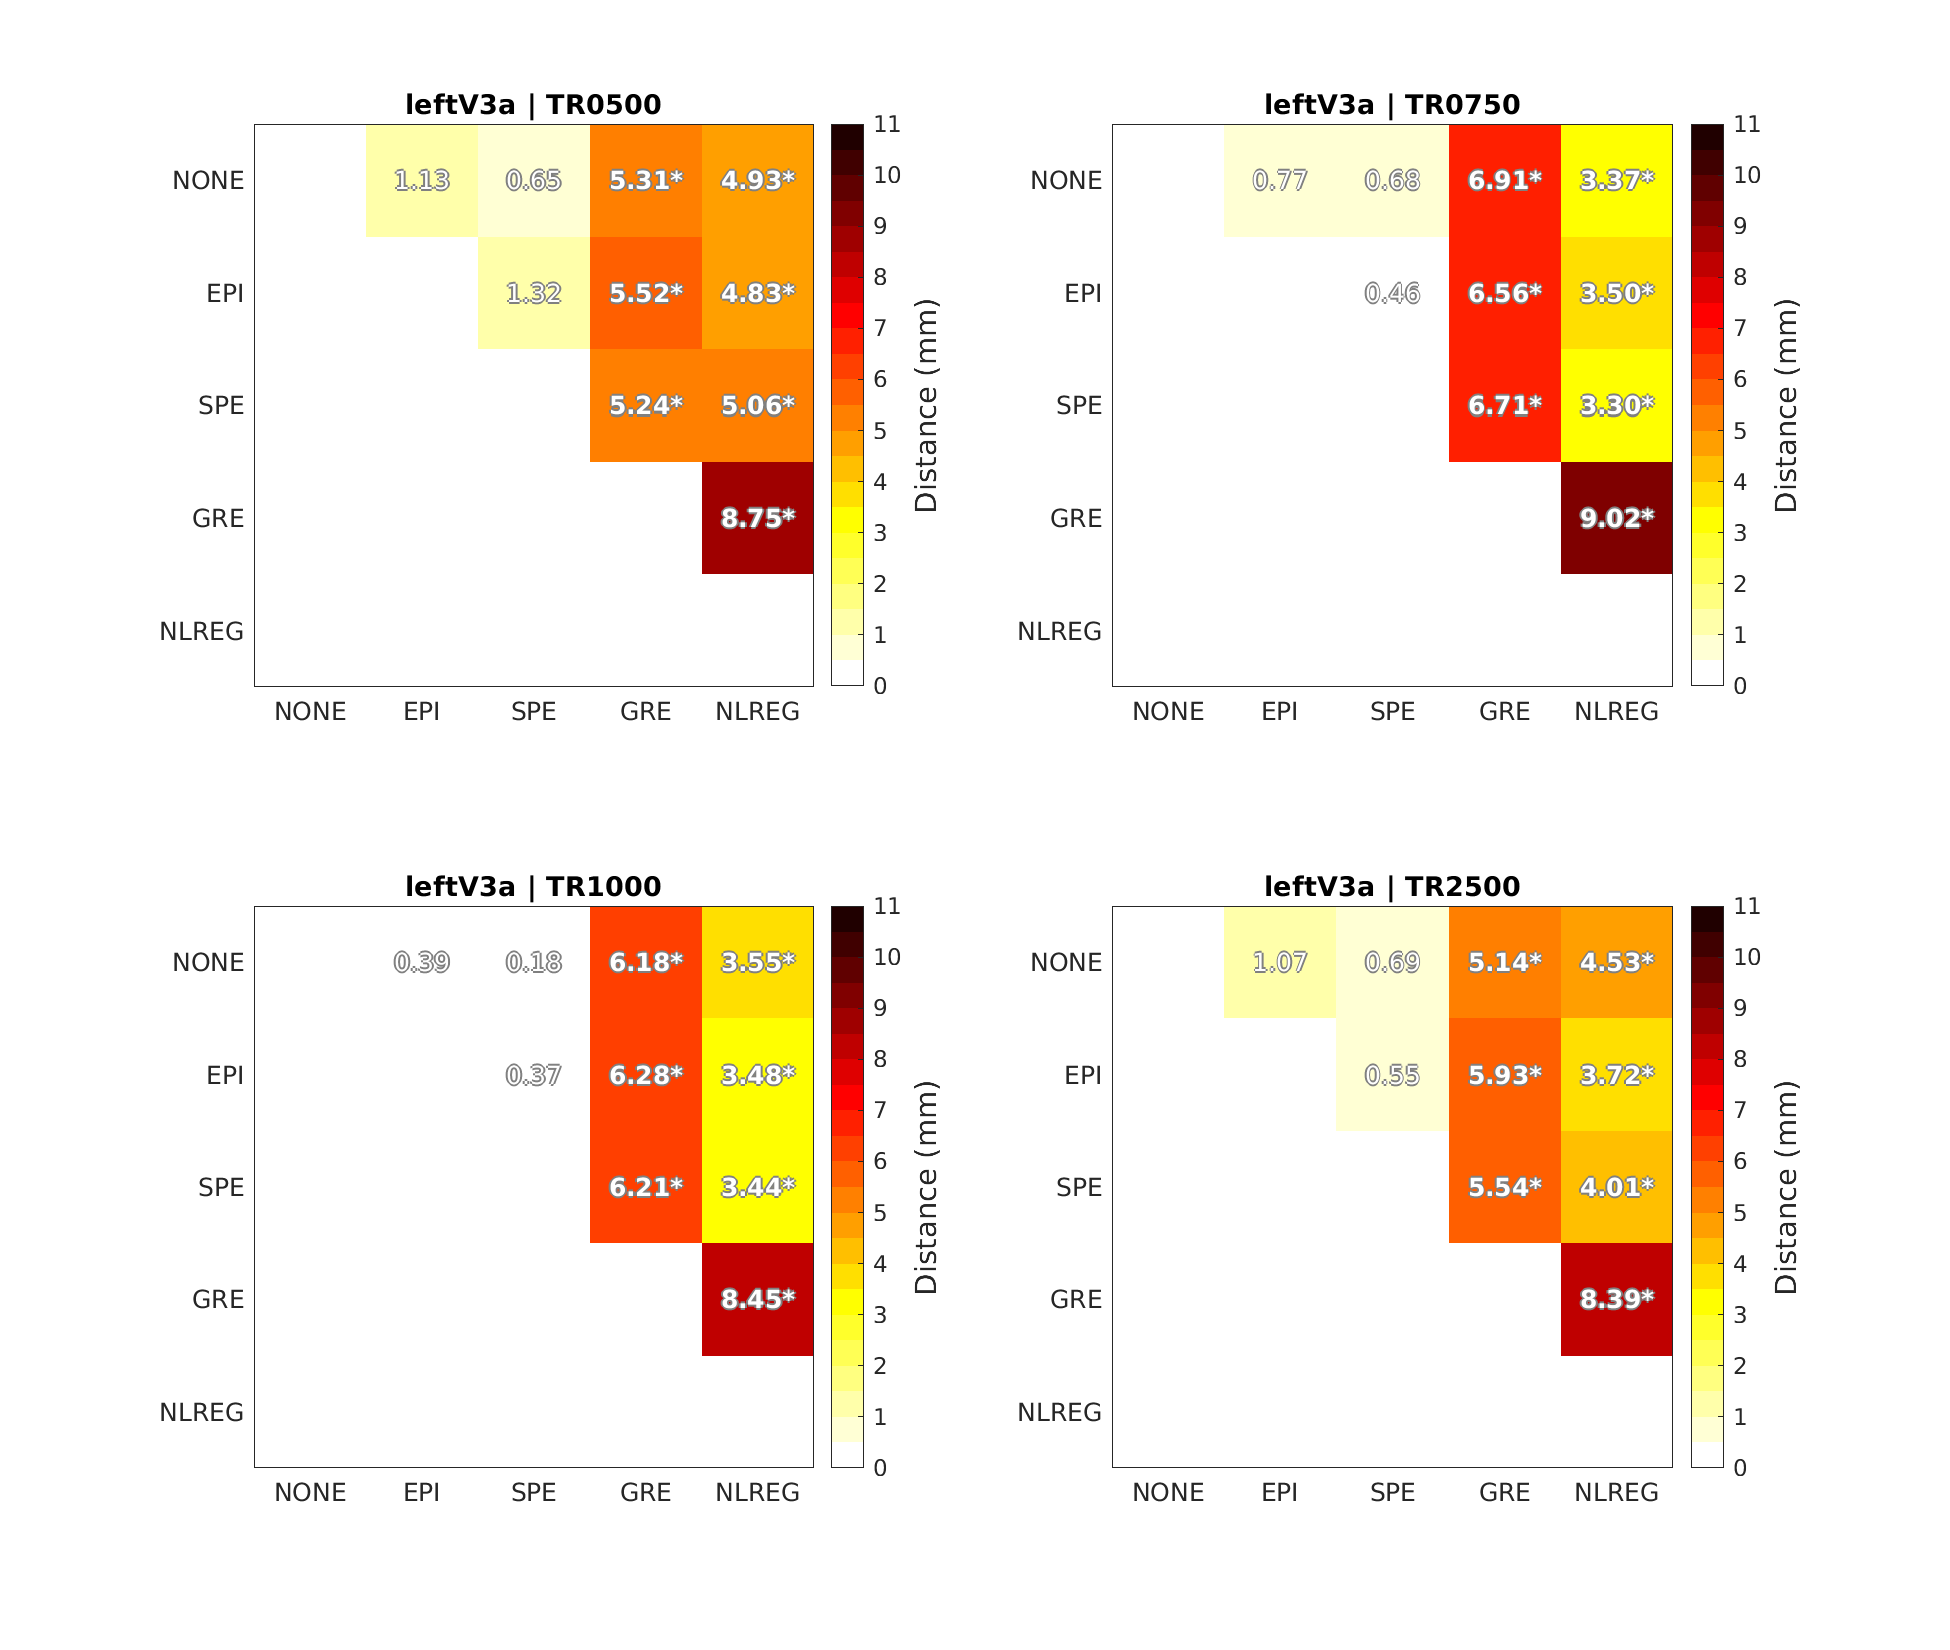 leftV3a | TR0500
11
NONE 1.13 0.65 5.31* 4.93* 10
9
EPI 1.32 5.52* 4.83* 8
7
6
SPE 5.24* 5.06* 5
4
GRE 8.75* 3
2
NLREG 1
0
Distance (mm)
NONE EPI SPE GRE NLREG
leftV3a | TR0750
11
NONE 0.77 0.68 6.91* 3.37* 10
9
EPI 0.46 6.56* 3.50* 8
7
6
SPE 6.71* 3.30* 5
4
GRE 9.02* 3
2
NLREG 1
0
Distance (mm)
NONE EPI SPE GRE NLREG
leftV3a | TR1000
11
NONE 0.39 0.18 6.18* 3.55* 10
9
EPI 0.37 6.28* 3.48* 8
7
6
SPE 6.21* 3.44* 5
4
GRE 8.45* 3
2
NLREG 1
0
Distance (mm)
NONE EPI SPE GRE NLREG
leftV3a | TR2500
11
NONE 1.07 0.69 5.14* 4.53* 10
9
EPI 0.55 5.93* 3.72* 8
7
6
SPE 5.54* 4.01* 5
4
GRE 8.39* 3
2
NLREG 1
0
Distance (mm)
NONE EPI SPE GRE NLREG